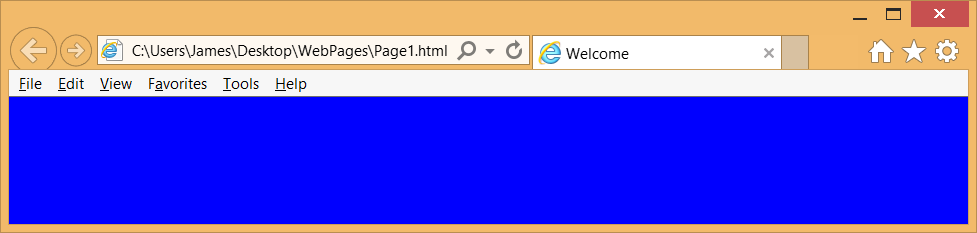 C:\Users\James\Desktop\WebPages\Page1.html
Welcome
File Edit View Favorites Tools Help